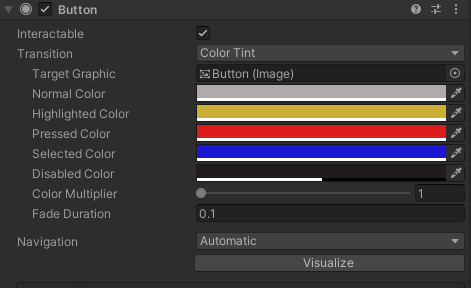 Button
Interactable
Transition Color Tint
Target Graphic Button (Image)
Normal Color
Highlighted Color
Pressed Color
Selected Color
Disabled Color
Color Multiplier 1
Fade Duration 0.1
Navigation Automatic
Visualize